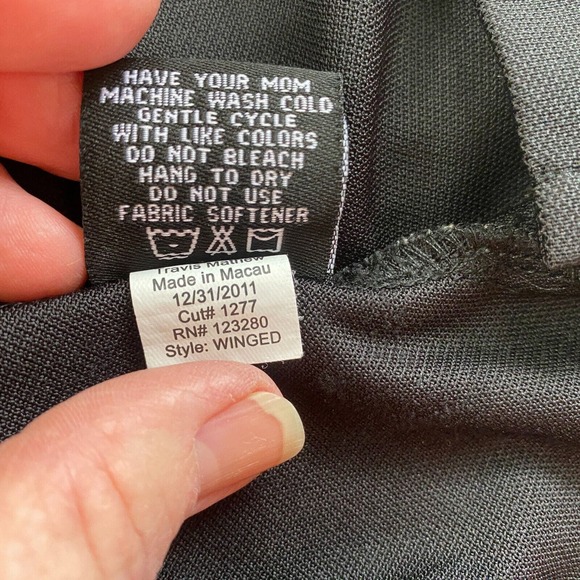 HAVE YOUR MOM
MACHINE WASH COLD
GENTLE CYCLE
WITH LIKE COLORS
DO NOT BLEACH
HANG TO DRY
DO NOT USE
FABRIC SOFTENER
Travis Mathew
Made in Macau
12/31/2011
Cut# 1277
RN# 123280
Style: WINGED